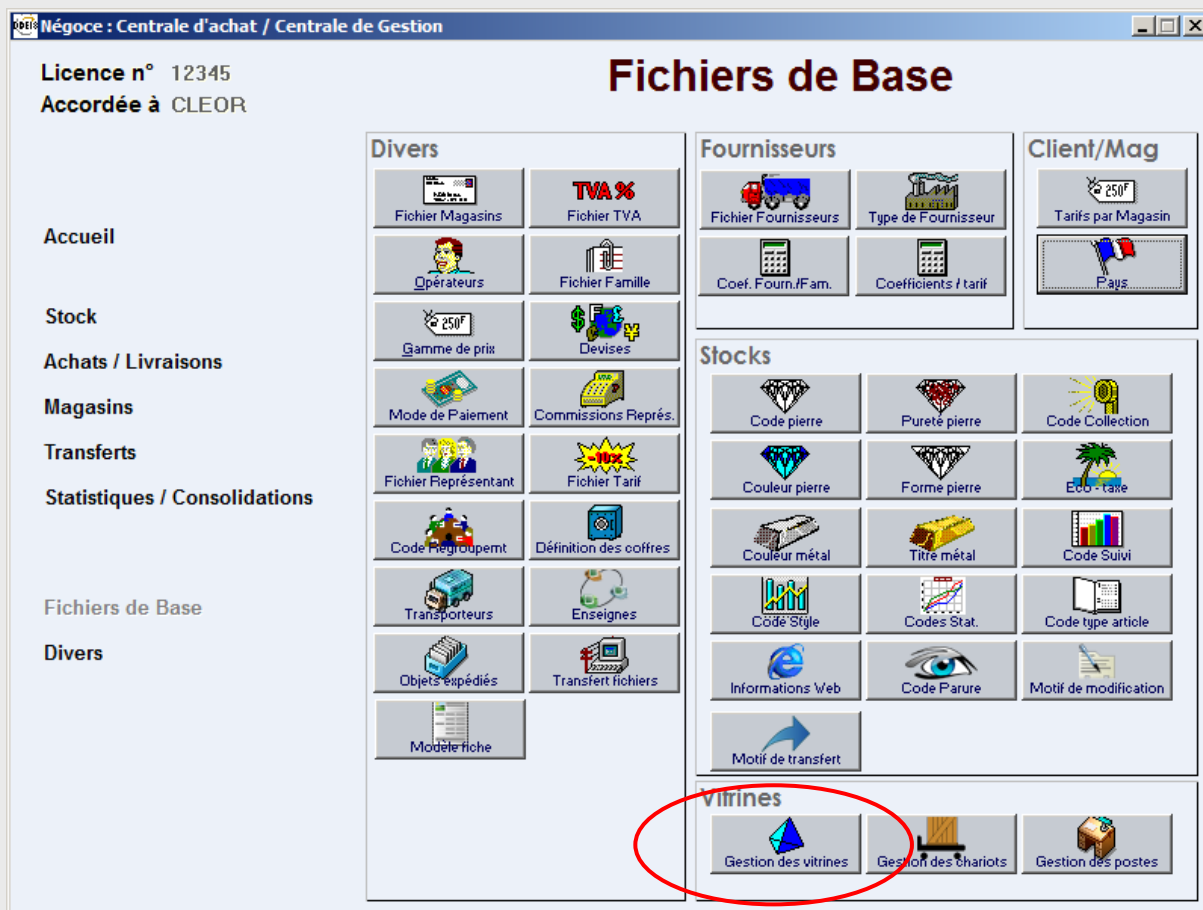 Négoce : Centrale d'achat / Centrale de Gestion
Licence n° 12345
Accordée à CLEOR
Fichiers de Base
Accueil
Stock
Achats / Livraisons
Magasins
Transferts
Statistiques / Consolidations
Fichiers de Base
Divers
Divers
Fichier Magasins
TVA %
Fichier TVA
Opérateurs
Fichier Famille
250F
Gamme de prix
Devises
Mode de Paiement
Commissions Représ.
Fichier Représentant
-10%
Fichier Tarif
Code Regroupemt
Définition des coffres
Transporteurs
Enseignes
Objets expédiés
Transfert fichiers
Modèle fiche
Fournisseurs
Fichier Fournisseurs
Type de Fournisseur
Coef. Fourn./Fam.
Coefficients / tarif
Client/Mag
250F
Tarifs par Magasin
Pays
Stocks
Code pierre
Pureté pierre
Code Collection
Couleur pierre
Forme pierre
Eco - taxe
Couleur métal
Titre métal
Code Suivi
Code Style
Codes Stat.
Code type article
Informations Web
Code Parure
Motif de modification
Motif de transfert
Vitrines
Gestion des vitrines
Gestion des chariots
Gestion des postes